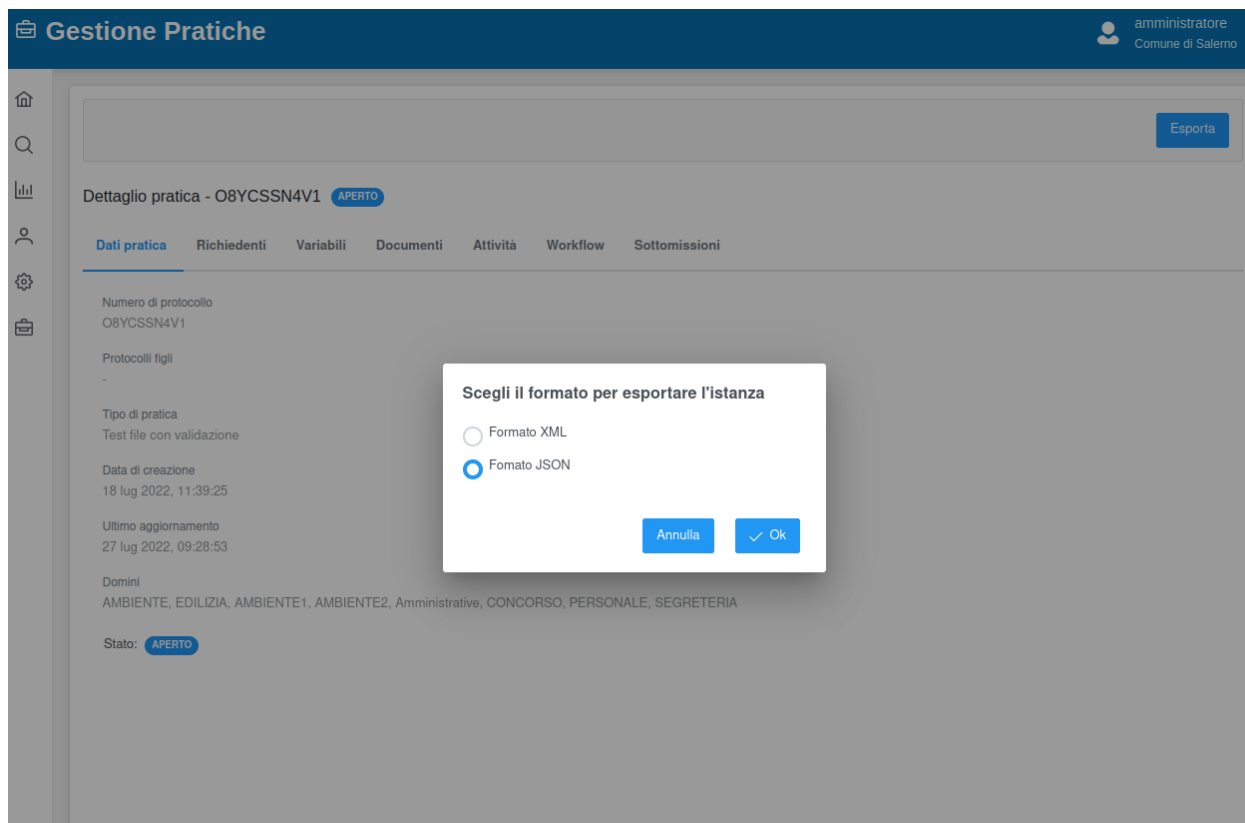 Gestione Pratiche
amministratore
Comune di Salerno
Esporta
Dettaglio pratica - O8YCSSN4V1 APERTO
Dati pratica Richiedenti Variabili Documenti Attività Workflow Sottomissioni
Numero di protocollo
O8YCSSN4V1
Protocolli figli
-
Tipo di pratica
Test file con validazione
Data di creazione
18 lug 2022, 11:39:25
Ultimo aggiornamento
27 lug 2022, 09:28:53
Domini
AMBIENTE, EDILIZIA, AMBIENTE1, AMBIENTE2, Amministrative, CONCORSO, PERSONALE, SEGRETERIA
Stato: APERTO
Scegli il formato per esportare l'istanza
Formato XML
Fomato JSON
Annulla Ok